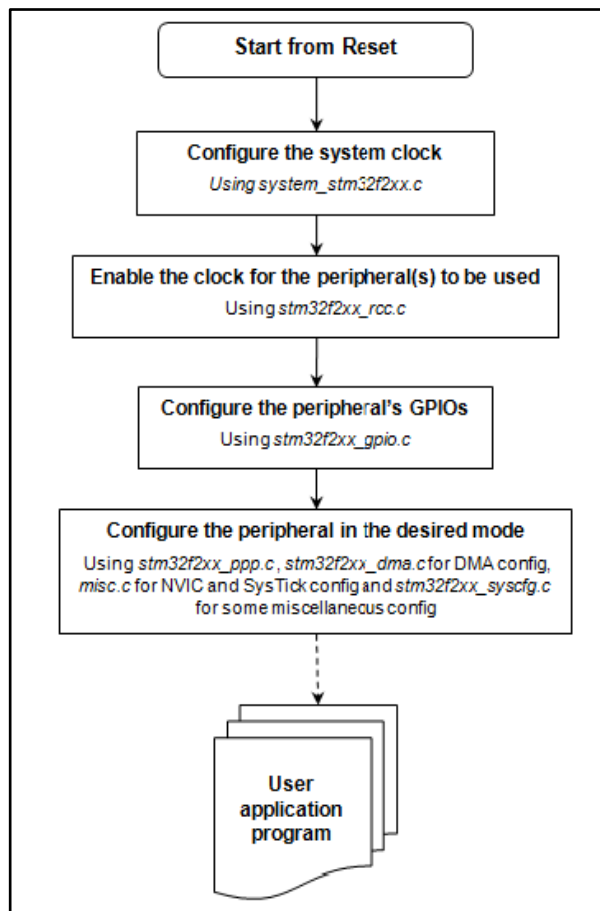 Start from Reset
Configure the system clock
Using system_stm32f2xx.c
Enable the clock for the peripheral(s) to be used
Using stm32f2xx_rcc.c
Configure the peripheral's GPIOs
Using stm32f2xx_gpio.c
Configure the peripheral in the desired mode
Using stm32f2xx_ppp.c, stm32f2xx_dma.c for DMA config,
misc.c for NVIC and SysTick config and stm32f2xx_syscfg.c
for some miscellaneus config
User
application
program